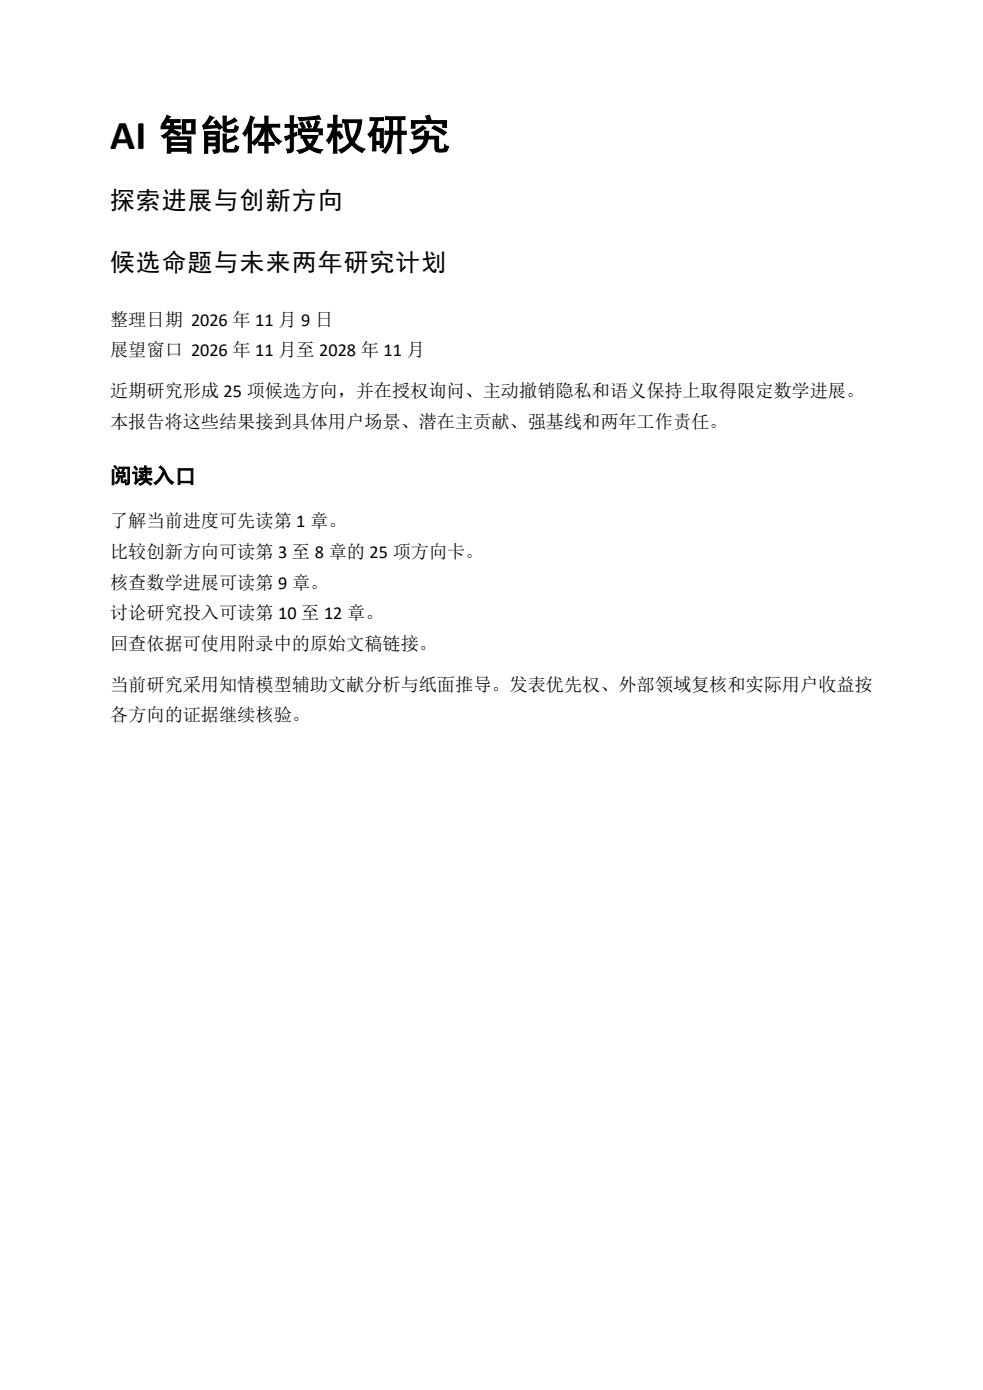 AI 智能体授权研究
探索进展与创新方向
候选命题与未来两年研究计划
整理日期 2026 年 11 月 9 日
展望窗口 2026 年 11 月至 2028 年 11 月
近期研究形成 25 项候选方向，并在授权询问、主动撤销隐私和语义保持上取得限定数学进展。
本报告将这些结果接到具体用户场景、潜在主贡献、强基线和两年工作责任。
阅读入口
了解当前进度可先读第 1 章。
比较创新方向可读第 3 至 8 章的 25 项方向卡。
核查数学进展可读第 9 章。
讨论研究投入可读第 10 至 12 章。
回查依据可使用附录中的原始文稿链接。
当前研究采用知情模型辅助文献分析与纸面推导。发表优先权、外部领域复核和实际用户收益按
各方向的证据继续核验。